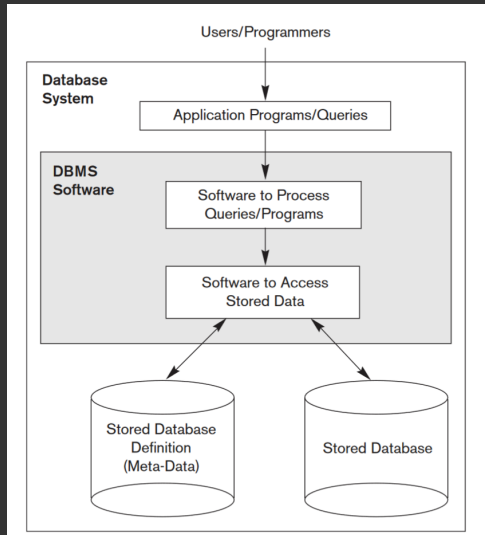 Users/Programmers
Database
System
Application Programs/Queries
DBMS
Software
Software to Process
Queries/Programs
Software to Access
Stored Data
Stored Database
Definition
(Meta-Data)
Stored Database